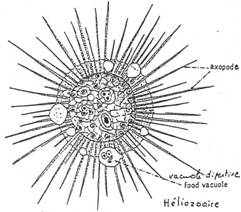 axopode
vacuole digestive
food vacuole
Héliozoaire